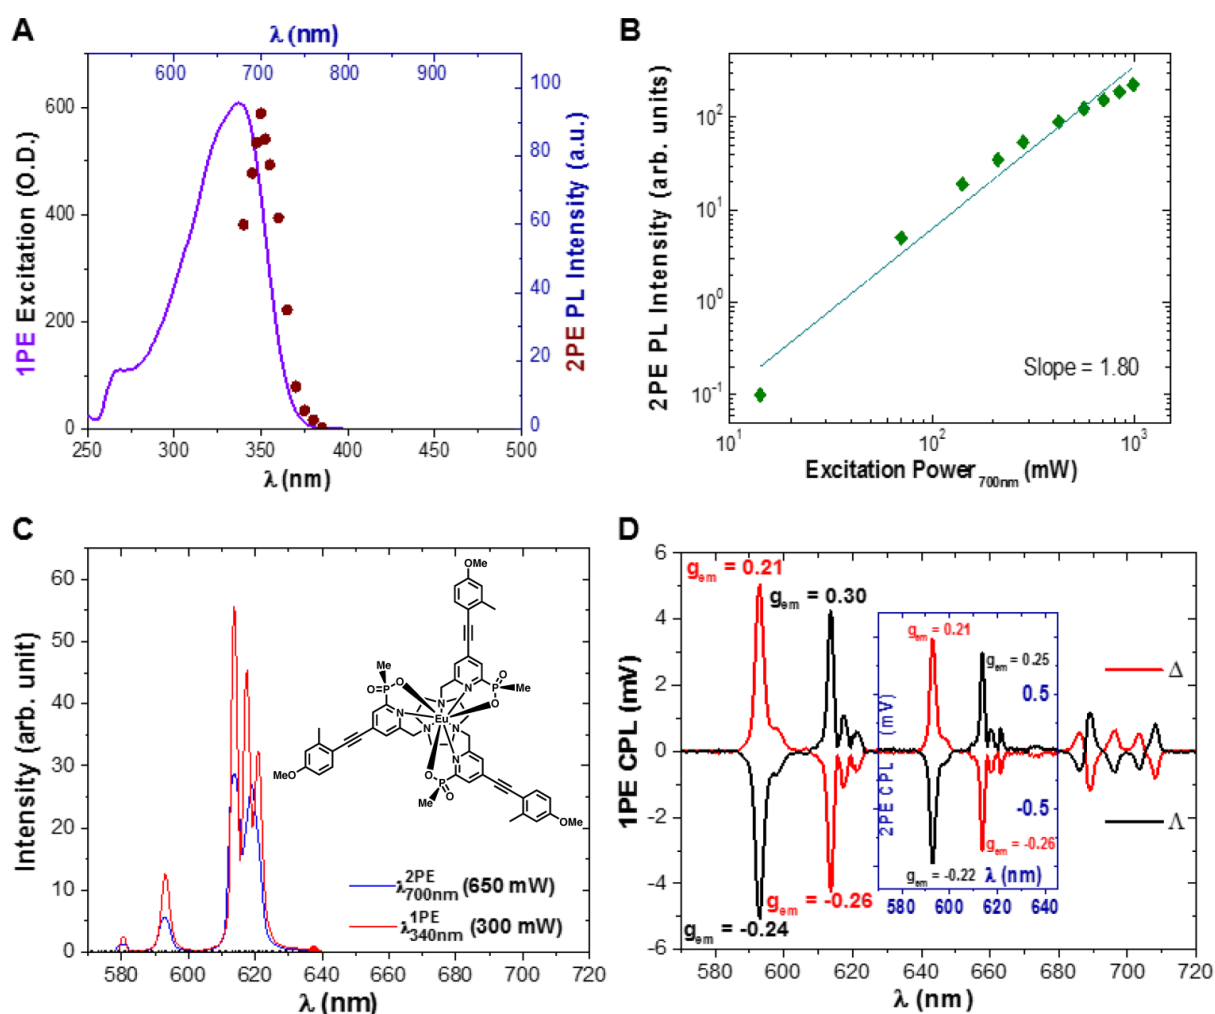 A
λ (nm)
600 700 800 900
1PE Excitation (O.D.)
600
400
200
0
100
80
60
40
20
0
2PE PL Intensity (a.u.)
250 300 350 400 450 500
λ (nm)
B
2PE PL Intensity (arb. units)
10²
10¹
10⁰
10⁻¹
Slope = 1.80
10¹ 10² 10³
Excitation Power700nm (mW)
C
Intensity (arb. unit)
60
50
40
30
20
10
0
OMe
Me
O=P-O
N
N
P=O
Me
O
N
Eu
N
N
N
O
P
Me
O
MeO
OMe
λ2PE700nm (650 mW)
λ1PE340nm (300 mW)
580 600 620 640 660 680 700 720
λ (nm)
D
1PE CPL (mV)
6
4
2
0
-2
-4
-6
gem = 0.21
gem = 0.30
gem = -0.26
gem = -0.24
Δ
Λ
2PE CPL (mV)
gem = 0.21
gem = 0.25
0.5
0
-0.5
gem = -0.26
gem = -0.22
λ (nm)
580 600 620 640
580 600 620 640 660 680 700 720
λ (nm)